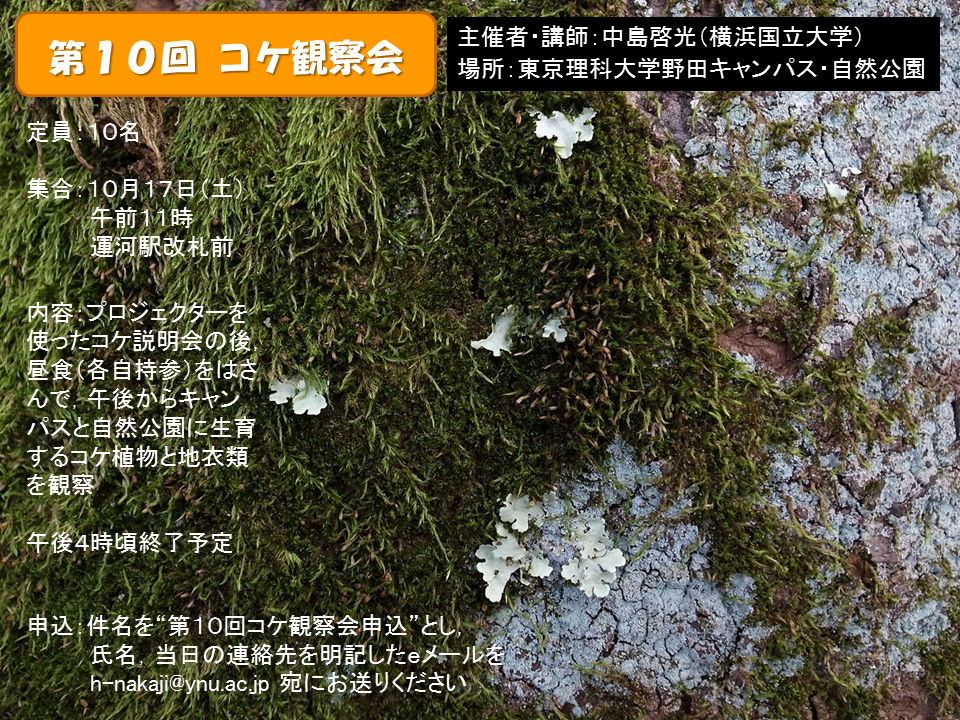 第１０回 コケ観察会
主催者・講師：中島啓光（横浜国立大学）
場所：東京理科大学野田キャンパス・自然公園
定員：１０名
集合：１０月１７日（土）
午前１１時
運河駅改札前
内容：プロジェクターを
使ったコケ説明会の後，
昼食（各自持参）をはさ
んで，午後からキャン
パスと自然公園に生育
するコケ植物と地衣類
を観察
午後４時頃終了予定
申込：件名を“第１０回コケ観察会申込”とし，
氏名，当日の連絡先を明記したｅメールを
h-nakaji@ynu.ac.jp 宛にお送りください